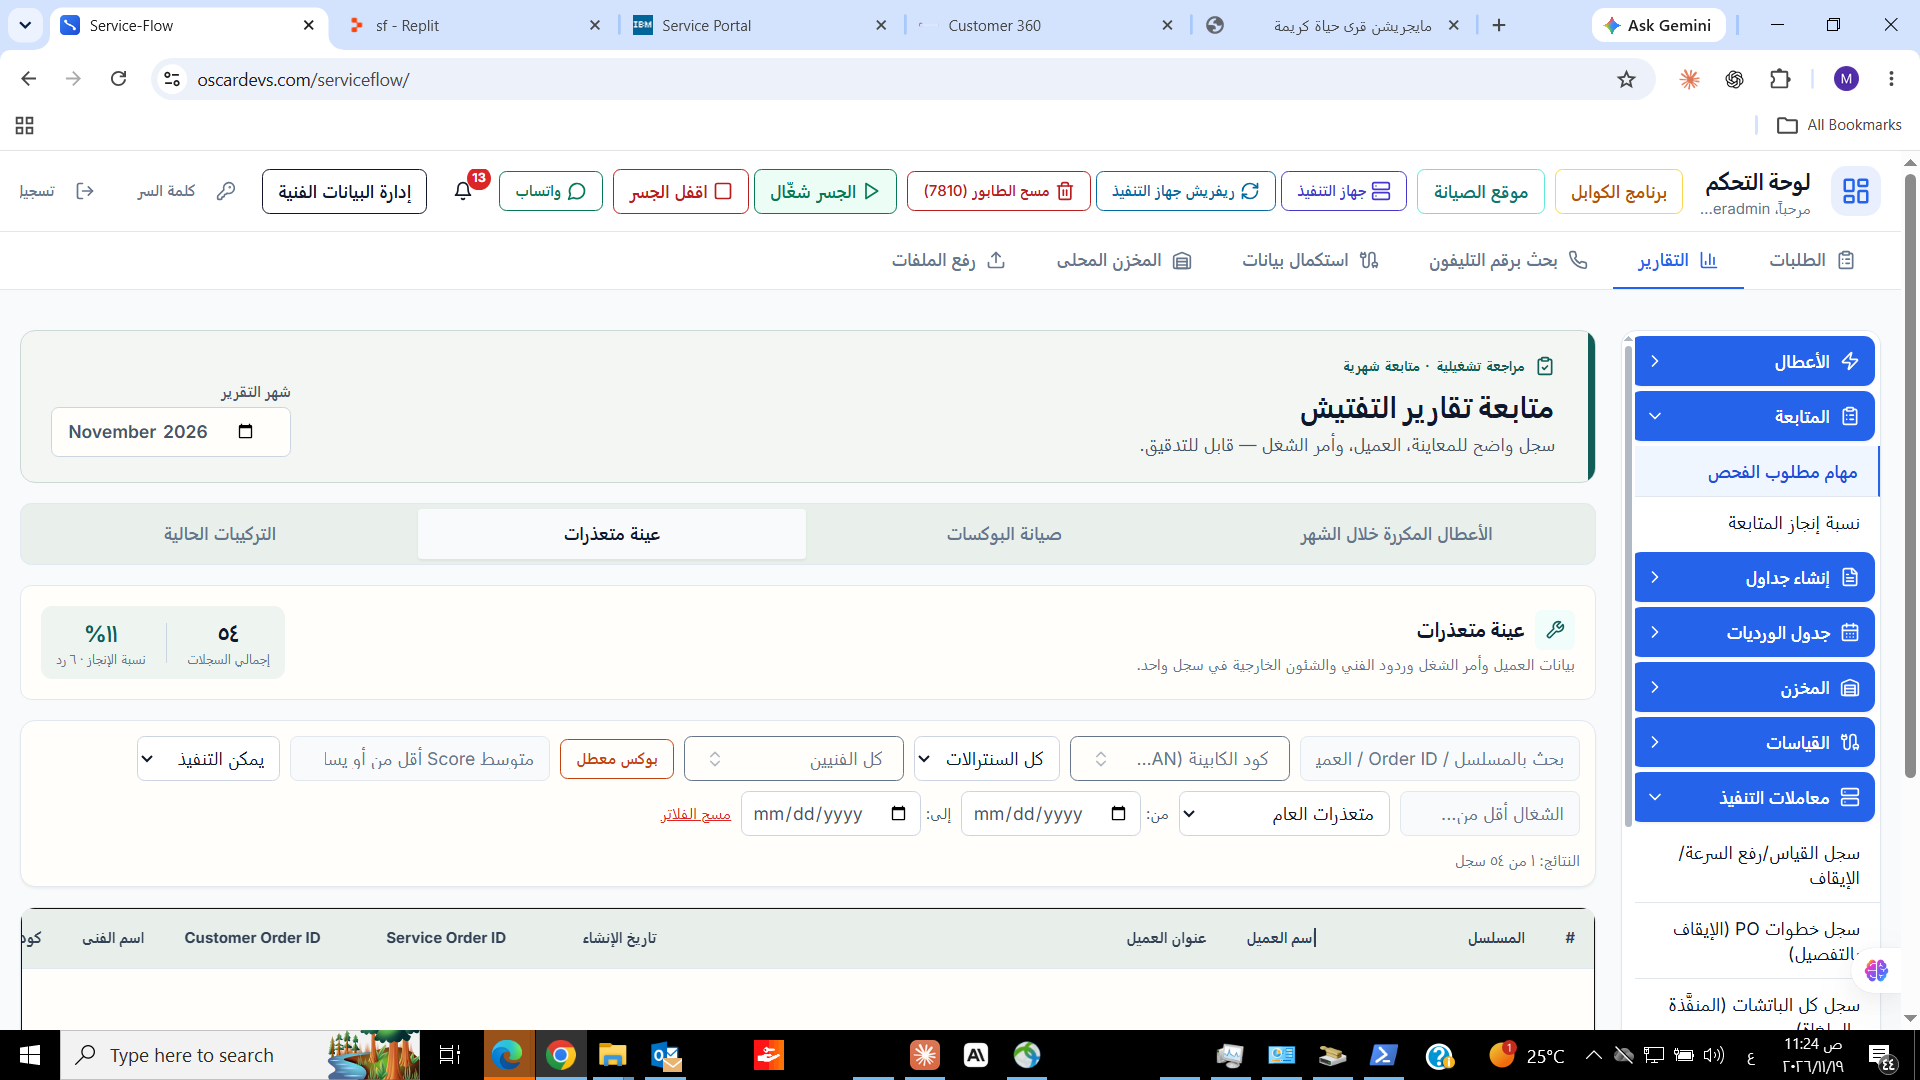 Service-Flow
sf - Replit
Service Portal
Customer 360
مايجريشن قرى حياة كريمة
Ask Gemini
oscardevs.com/serviceflow/
M
All Bookmarks
لوحة التحكم
مرحباً، eradmin...
برنامج الكوابل
موقع الصيانة
جهاز التنفيذ
ريفريش جهاز التنفيذ
مسح الطابور (7810)
الجسر شغّال
اقفل الجسر
واتساب
13
إدارة البيانات الفنية
كلمة السر
تسجيل
الطلبات
التقارير
بحث برقم التليفون
استكمال بيانات
المخزن المحلى
رفع الملفات
الأعطال
المتابعة
مهام مطلوب الفحص
نسبة إنجاز المتابعة
إنشاء جداول
جدول الورديات
المخزن
القياسات
معاملات التنفيذ
سجل القياس/رفع السرعة/
الإيقاف
سجل خطوات PO (الإيقاف
بالتفصيل)
سجل كل الباتشات (المنفَّذة
مراجعة تشغيلية · متابعة شهرية
متابعة تقارير التفتيش
سجل واضح للمعاينة، العميل، وأمر الشغل — قابل للتدقيق.
شهر التقرير
November 2026
الأعطال المكررة خلال الشهر
صيانة البوكسات
عينة متعذرات
التركيبات الحالية
عينة متعذرات
بيانات العميل وأمر الشغل وردود الفني والشئون الخارجية في سجل واحد.
٥٤
إجمالي السجلات
١١%
نسبة الإنجاز · ٦ رد
بحث بالمسلسل / Order ID / العمي
كود الكابينة (AN...
كل السنترالات
كل الفنيين
بوكس معطل
متوسط Score أقل من أو يسا
يمكن التنفيذ
الشغال أقل من...
متعذرات العام
من:
mm/dd/yyyy
إلى:
mm/dd/yyyy
مسح الفلاتر
النتائج: ١ من ٥٤ سجل
#
المسلسل
اسم العميل
عنوان العميل
تاريخ الإنشاء
Service Order ID
Customer Order ID
اسم الفنى
كود
Type here to search
1
25°C
ع
11:24 ص
٢٠٢٦/١١/١٩
٤٤